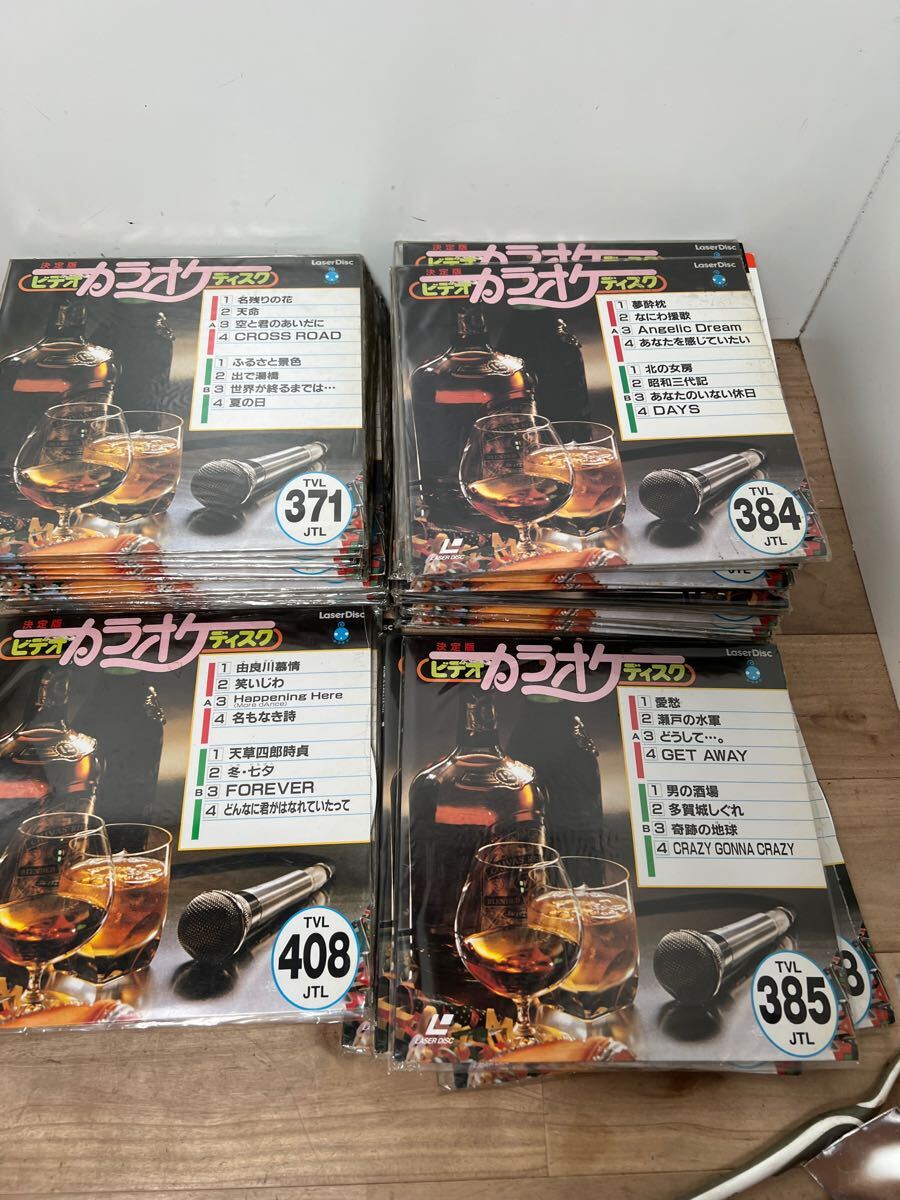 決定版
ビデオカラオケディスク
LaserDisc
1 名残りの花
2 天命
A 3 空と君のあいだに
4 CROSS ROAD
1 ふるさと景色
2 出で潮橋
B 3 世界が終るまでは…
4 夏の日
TVL
371
JTL
決定版
決定版
ビデオカラオケディスク
LaserDisc
1 夢酔枕
2 なにわ援歌
A 3 Angelic Dream
4 あなたを感じていたい
1 北の女房
2 昭和三代記
B 3 あなたのいない休日
4 DAYS
TVL
384
JTL
LASER DISC
JTL
決定版
ビデオカラオケディスク
LaserDisc
1 由良川慕情
2 笑いじわ
A 3 Happening Here
(More dAnce)
4 名もなき詩
1 天草四郎時貞
2 冬・七夕
B 3 FOREVER
4 どんなに君がはなれていたって
TVL
408
JTL
決定版
ビデオカラオケディスク
LaserDisc
1 愛愁
2 瀬戸の水軍
A 3 どうして…。
4 GET AWAY
1 男の酒場
2 多賀城しぐれ
B 3 奇跡の地球
4 CRAZY GONNA CRAZY
TVL
385
JTL
LASER DISC
8